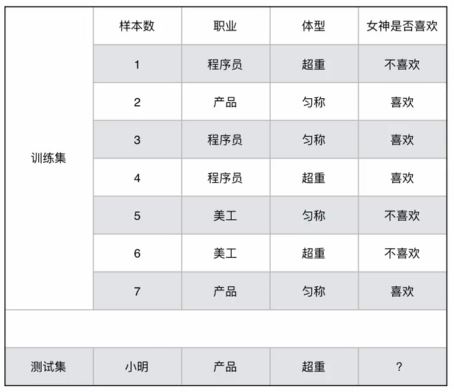 样本数 职业 体型 女神是否喜欢
1 程序员 超重 不喜欢
2 产品 匀称 喜欢
3 程序员 匀称 喜欢
训练集 4 程序员 超重 喜欢
5 美工 匀称 不喜欢
6 美工 超重 不喜欢
7 产品 匀称 喜欢
测试集 小明 产品 超重 ?